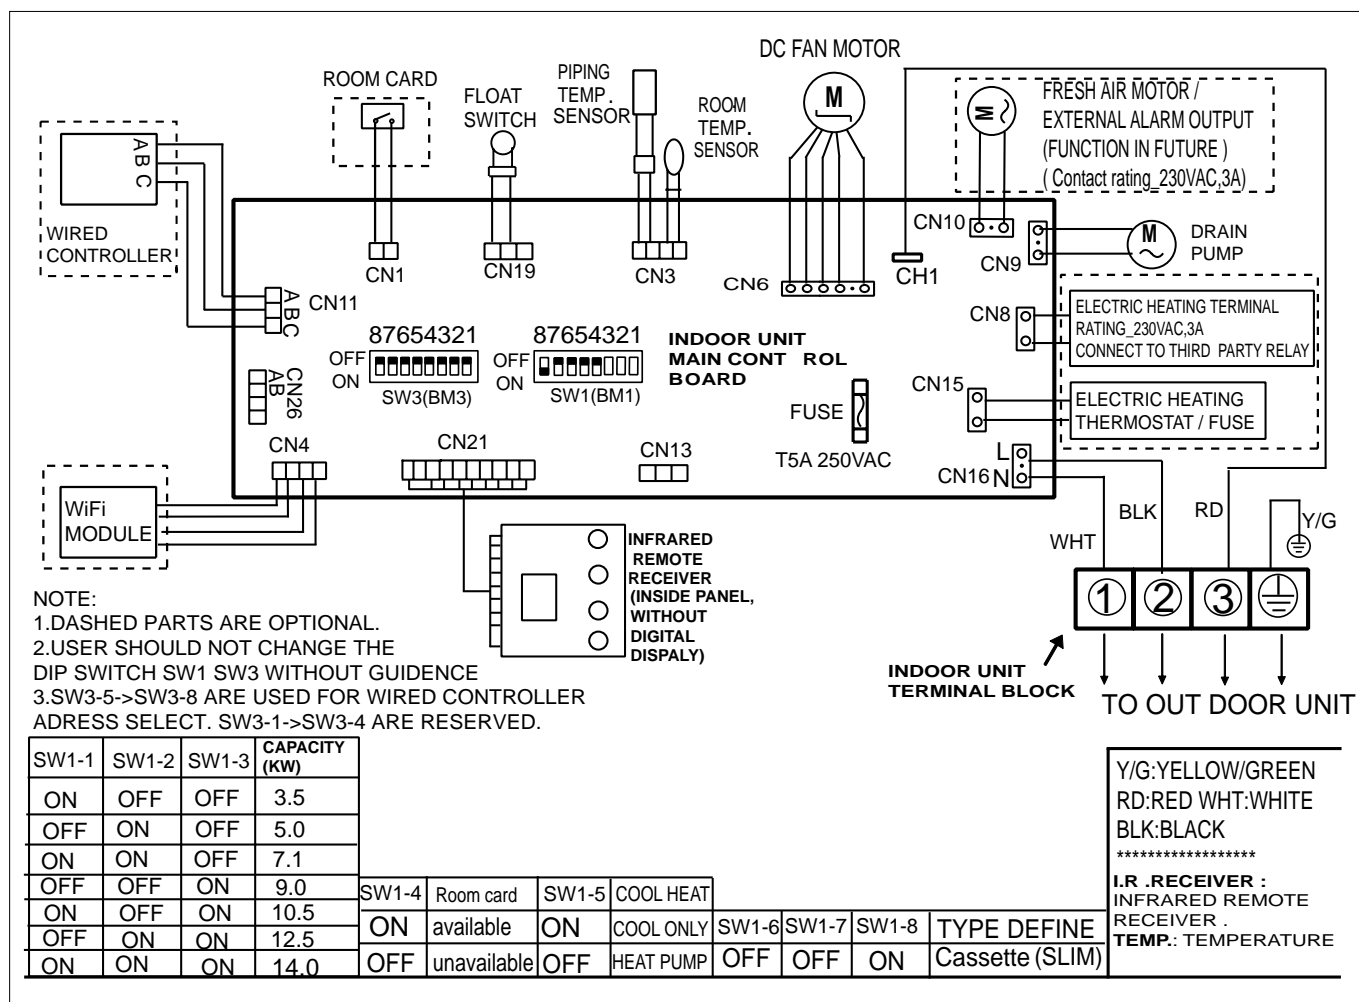 DC FAN MOTOR
ROOM CARD
FLOAT
SWITCH
PIPING
TEMP.
SENSOR
ROOM
TEMP.
SENSOR
M
M
FRESH AIR MOTOR /
EXTERNAL ALARM OUTPUT
(FUNCTION IN FUTURE )
( Contact rating_230VAC,3A)
A
B
C
WIRED
CONTROLLER
CN1
CN19
CN3
CN6
CH1
CN10
CN9
M
DRAIN
PUMP
CN11
A
B
C
CN8
ELECTRIC HEATING TERMINAL
RATING_230VAC,3A
CONNECT TO THIRD PARTY RELAY
87654321
OFF
ON
SW3(BM3)
87654321
OFF
ON
SW1(BM1)
INDOOR UNIT
MAIN CONT ROL
BOARD
CN26
A
B
FUSE
T5A 250VAC
CN15
ELECTRIC HEATING
THERMOSTAT / FUSE
CN4
CN21
CN13
CN16
L
N
WiFi
MODULE
WHT
BLK
RD
Y/G
INFRARED
REMOTE
RECEIVER
(INSIDE PANEL,
WITHOUT
DIGITAL
DISPALY)
1
2
3
INDOOR UNIT
TERMINAL BLOCK
TO OUT DOOR UNIT
NOTE:
1.DASHED PARTS ARE OPTIONAL.
2.USER SHOULD NOT CHANGE THE
DIP SWITCH SW1 SW3 WITHOUT GUIDENCE
3.SW3-5->SW3-8 ARE USED FOR WIRED CONTROLLER
ADRESS SELECT. SW3-1->SW3-4 ARE RESERVED.
SW1-1 SW1-2 SW1-3 CAPACITY (KW)
ON OFF OFF 3.5
OFF ON OFF 5.0
ON ON OFF 7.1
OFF OFF ON 9.0
ON OFF ON 10.5
OFF ON ON 12.5
ON ON ON 14.0
SW1-4 Room card SW1-5 COOL HEAT
ON available ON COOL ONLY SW1-6 SW1-7 SW1-8 TYPE DEFINE
OFF unavailable OFF HEAT PUMP OFF OFF ON Cassette (SLIM)
Y/G:YELLOW/GREEN
RD:RED WHT:WHITE
BLK:BLACK
******************
I.R .RECEIVER :
INFRARED REMOTE
RECEIVER .
TEMP.: TEMPERATURE